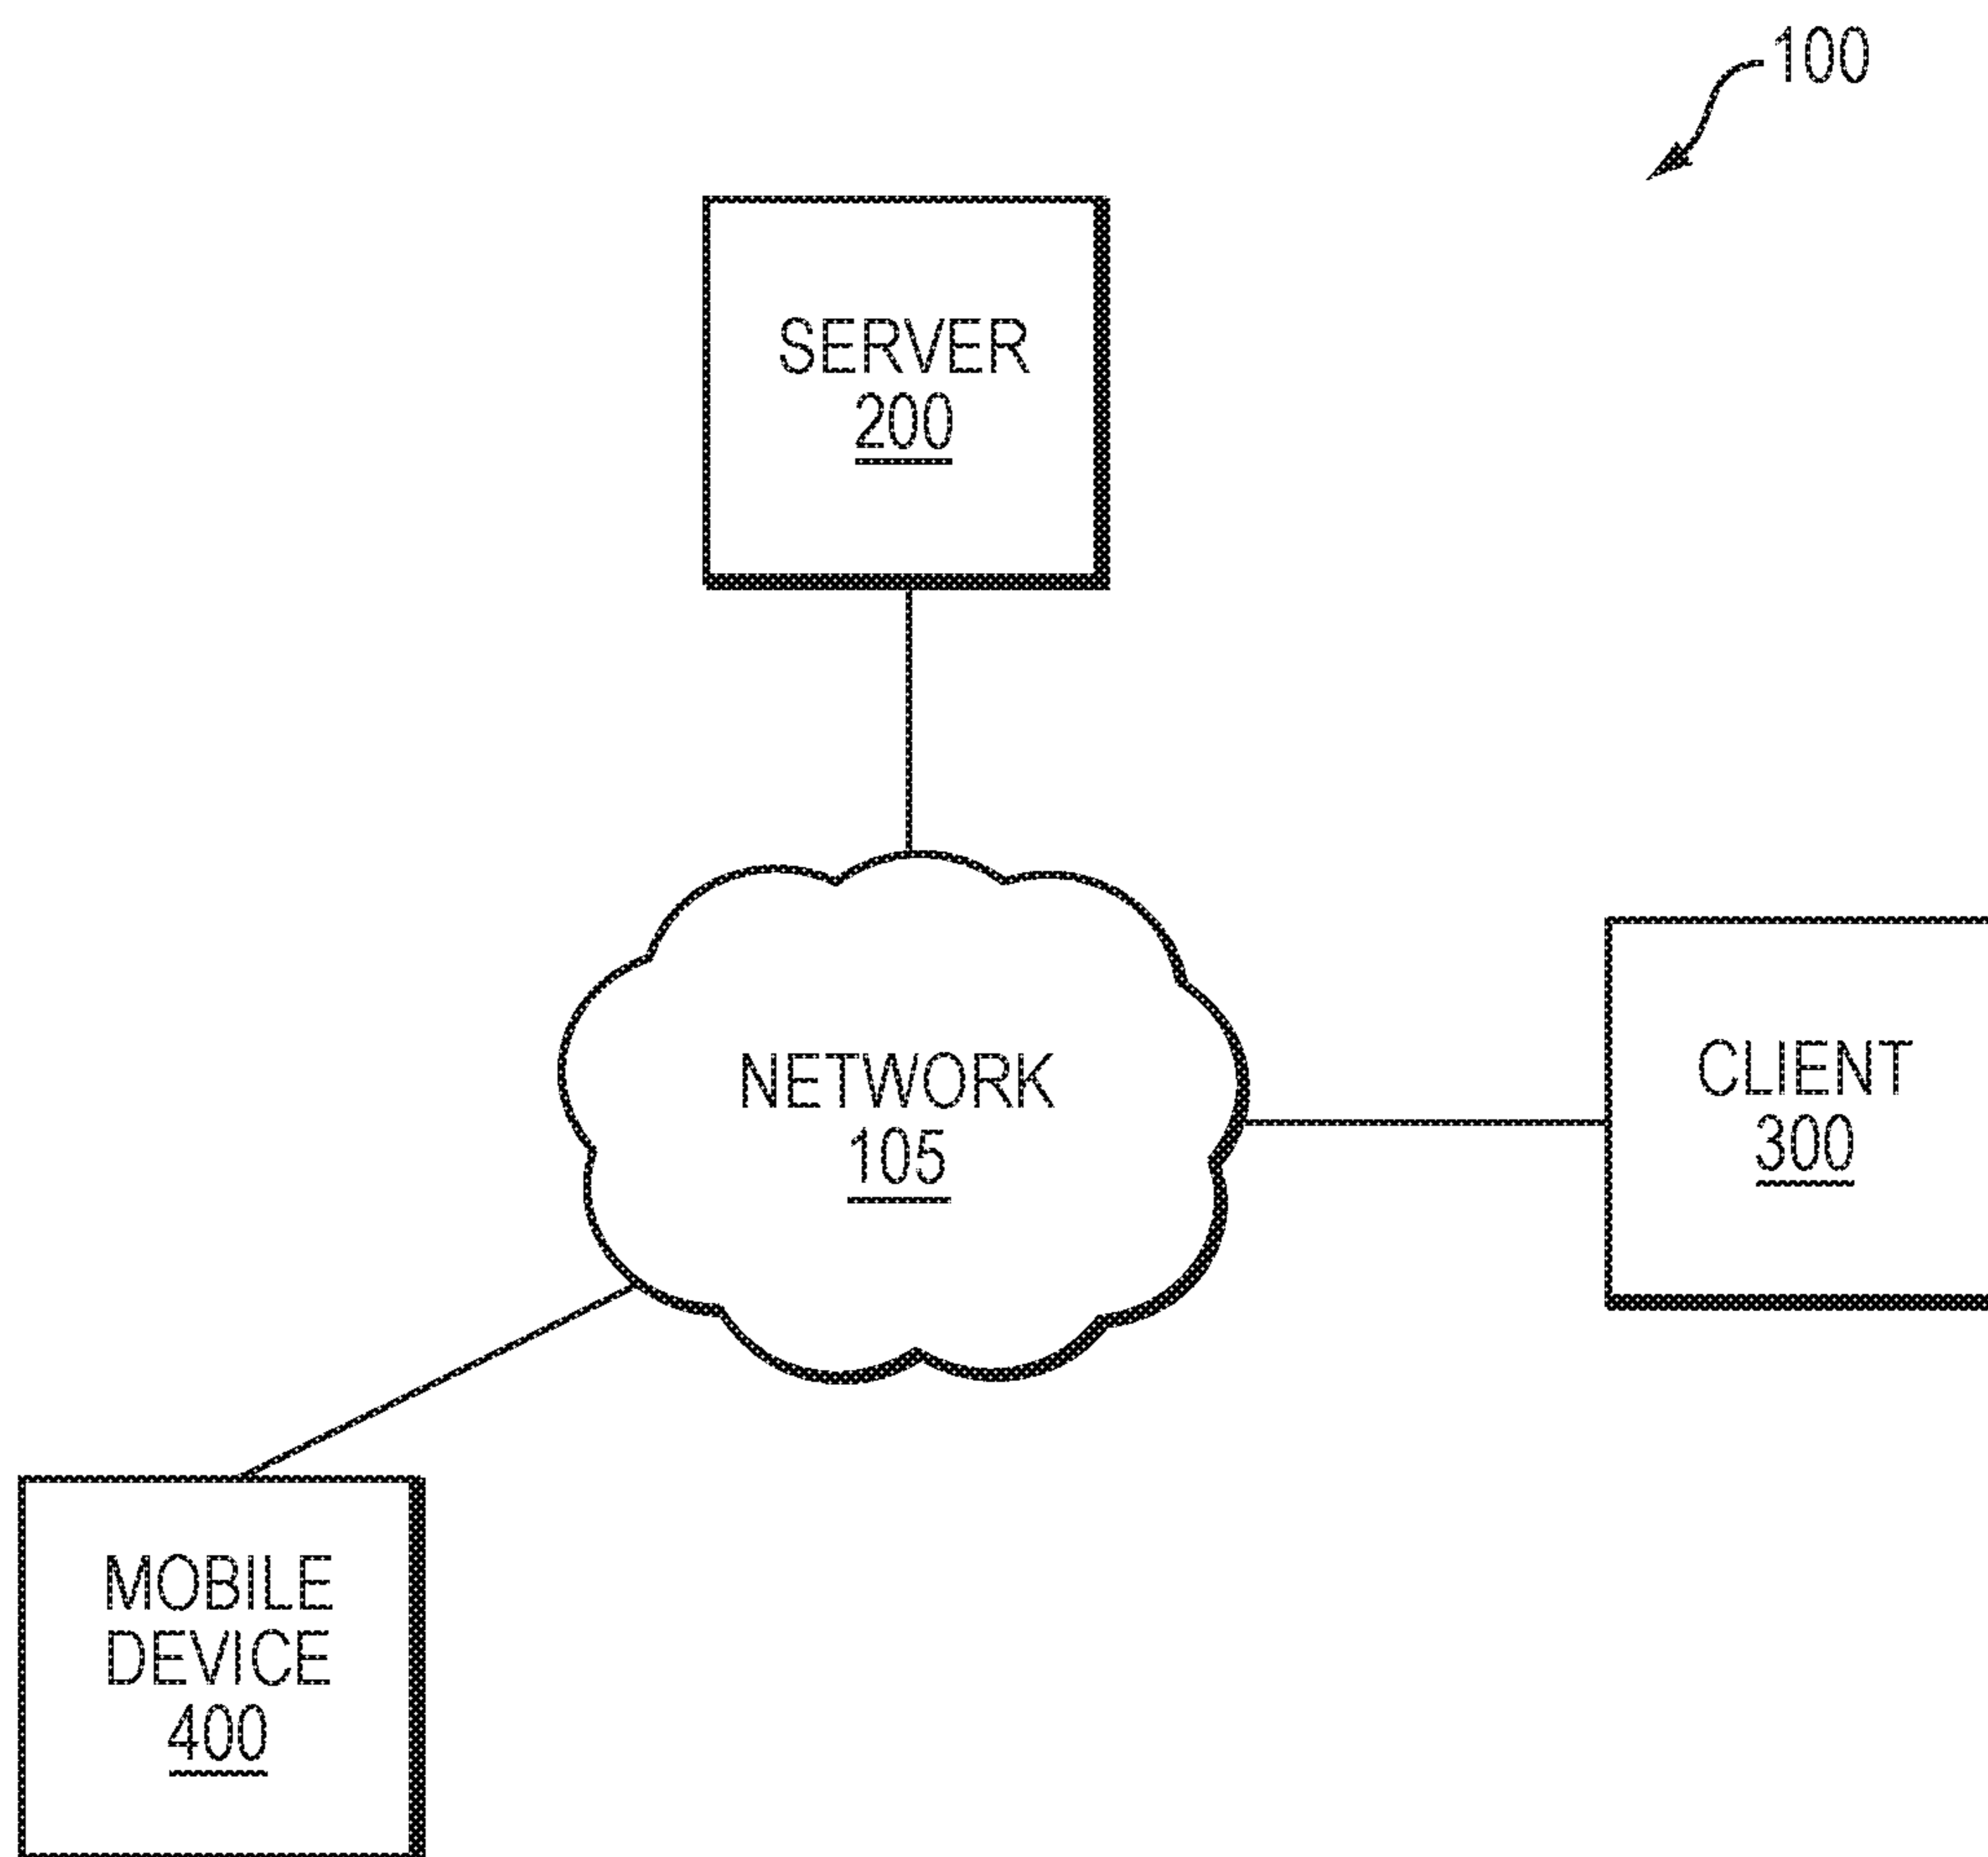 100
SERVER
200
NETWORK
105
CLIENT
300
MOBILE
DEVICE
400